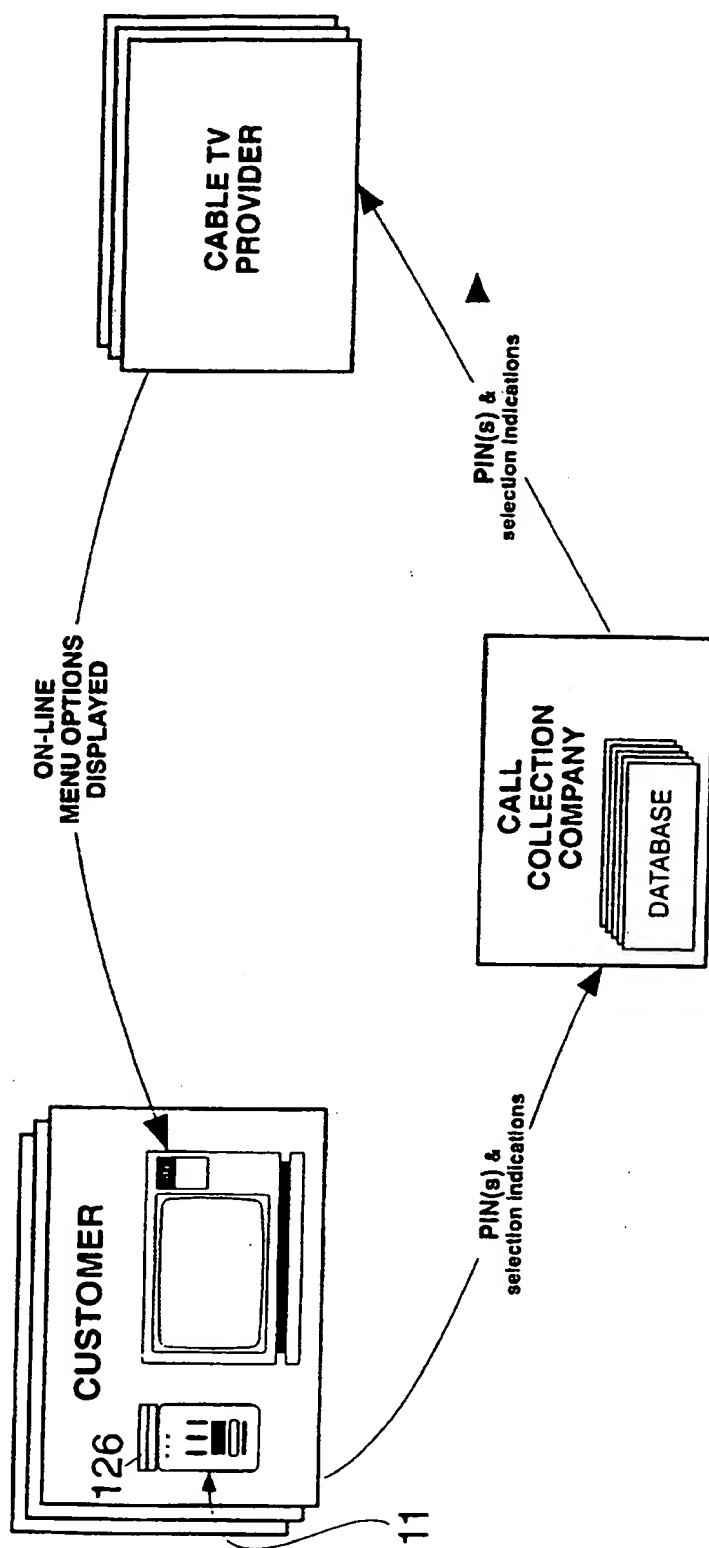 CUSTOMER
126
11
ON-LINE
MENU OPTIONS
DISPLAYED
CABLE TV
PROVIDER
PIN(s) &
selection indications
CALL
COLLECTION
COMPANY
DATABASE
PIN(s) &
selection indications